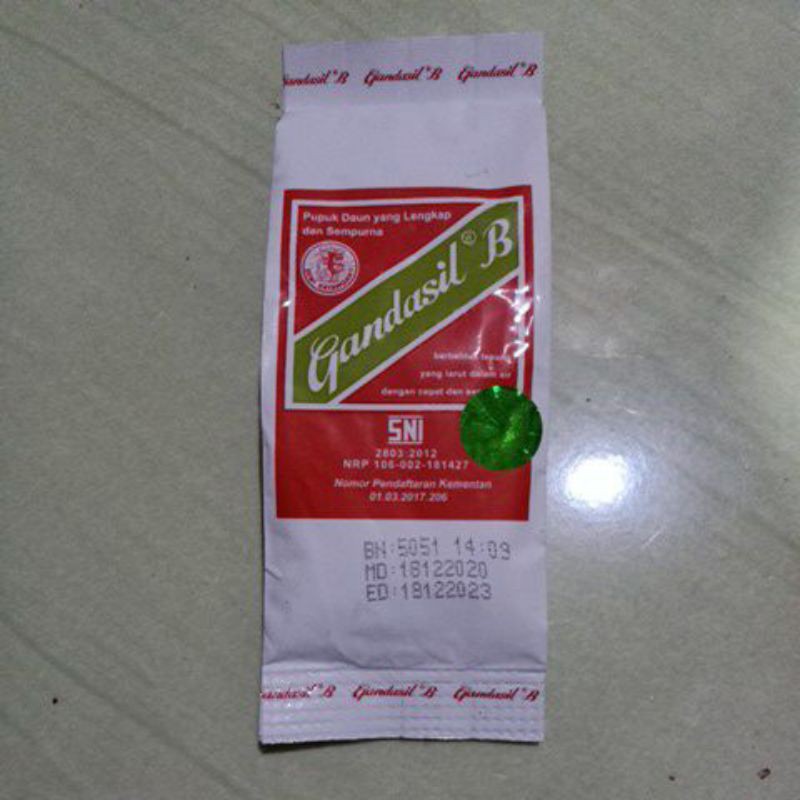 Gandasil®B Gandasil®B Gandasil®B
Pupuk Daun yang Lengkap
dan Sempurna
Gandasil® B
yang larut dalam air
dengan cepat dan
SNI
2803:2012
NRP 106-002-181427
Nomor Pendaftaran Kementan
01.03.2017.206
BN:5051 14:09
MD:18122020
ED:18122023
Gandasil®B Gandasil®B Gandasil®B